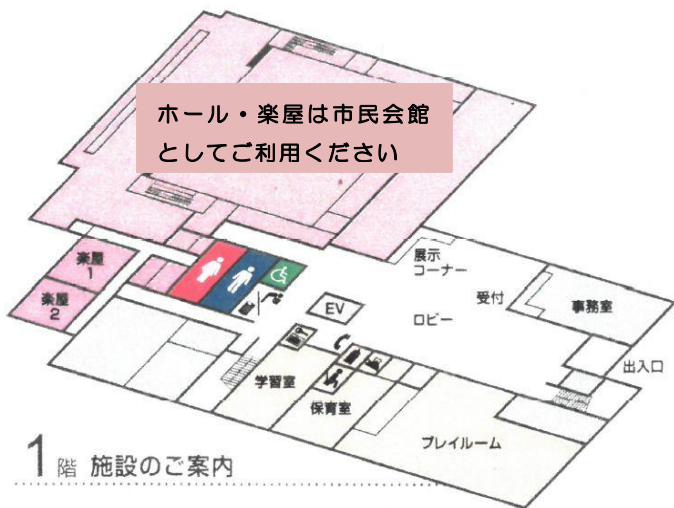 ホール・楽屋は市民会館
としてご利用ください
展示
コーナー
楽屋
1
受付
事務室
楽屋
2
EV
ロビー
出入口
学習室
保育室
プレイルーム
1階 施設のご案内